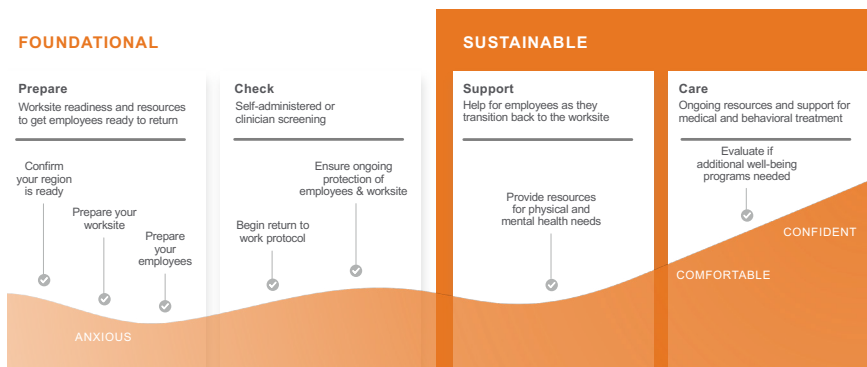 FOUNDATIONAL
SUSTAINABLE
Prepare
Worksite readiness and resources
to get employees ready to return
Check
Self-administered or
clinician screening
Support
Help for employees as they
transition back to the worksite
Care
Ongoing resources and support for
medical and behavioral treatment
Confirm
your region
is ready
Prepare your
worksite
Prepare
your
employees
Begin return to
work protocol
Ensure ongoing
protection of
employees & worksite
Provide resources
for physical and
mental health needs
Evaluate if
additional well-being
programs needed
ANXIOUS
COMFORTABLE
CONFIDENT